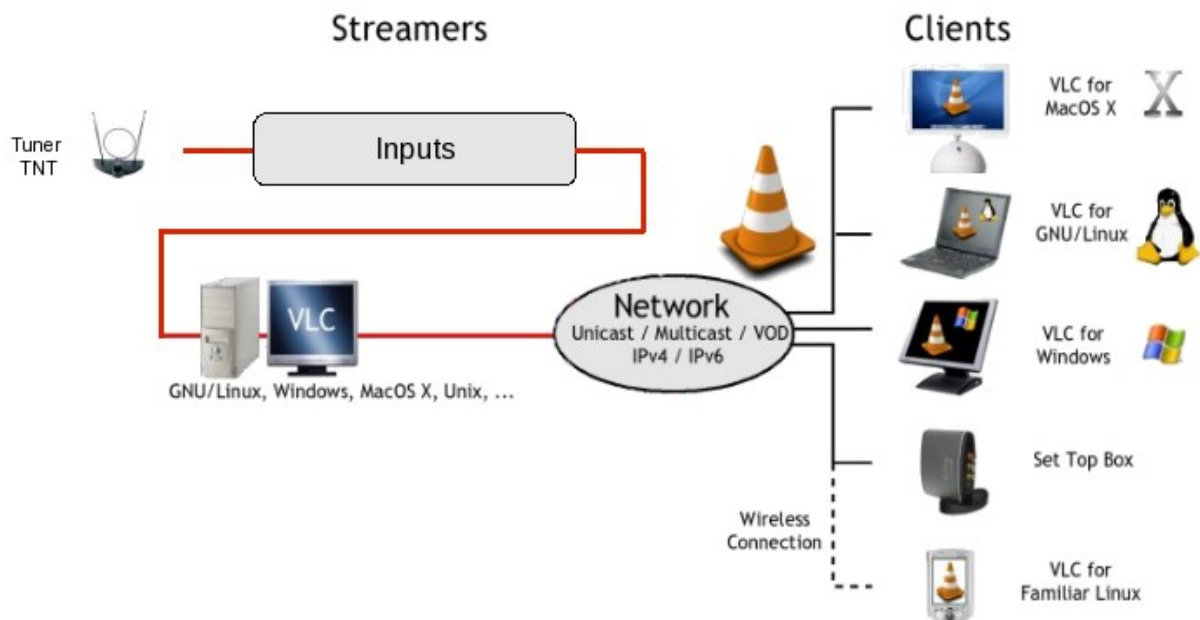 Streamers
Clients
Tuner
TNT
Inputs
VLC for
MacOS X
X
VLC for
GNU/Linux
VLC
GNU/Linux, Windows, MacOS X, Unix, ...
Network
Unicast / Multicast / VOD
IPv4 / IPv6
VLC for
Windows
Set Top Box
Wireless
Connection
VLC for
Familiar Linux